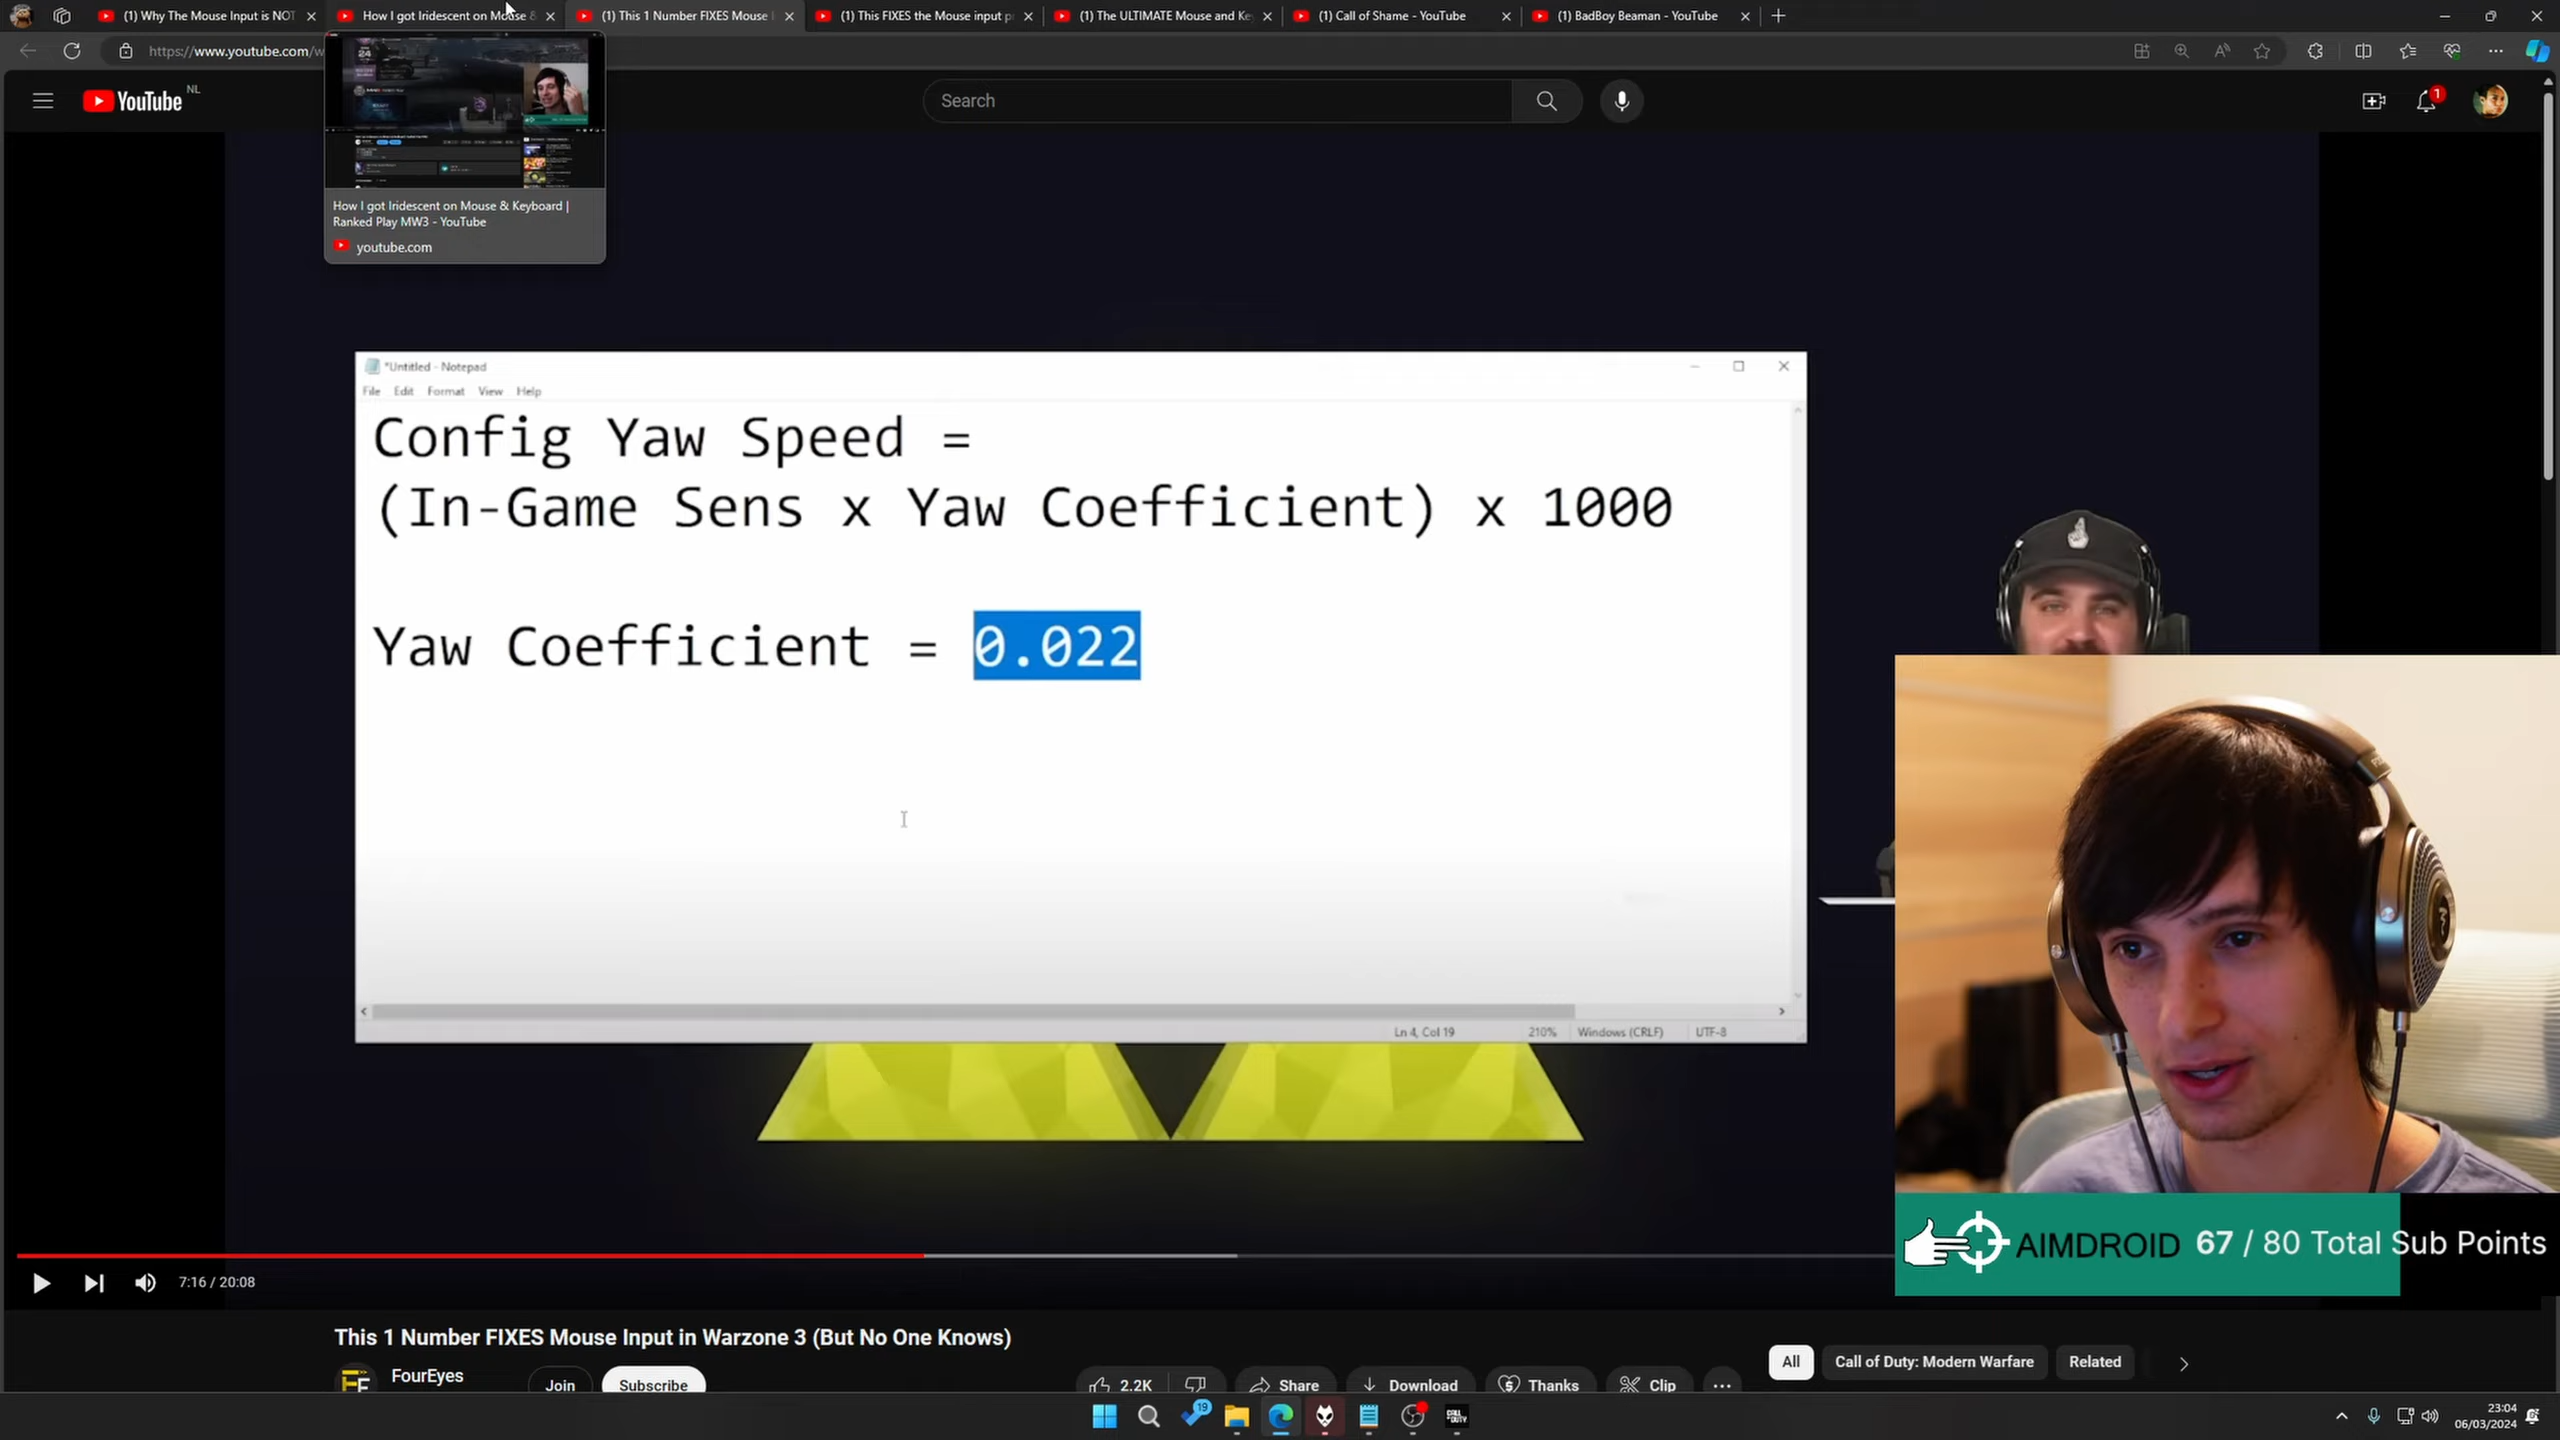 (1) Why The Mouse Input is NOT
How I got Iridescent on Mouse &
(1) This 1 Number FIXES Mouse I
(1) This FIXES the Mouse input p
(1) The ULTIMATE Mouse and Ke
(1) Call of Shame - YouTube
(1) BadBoy Beaman - YouTube
https://www.youtube.com/w
YouTube NL
Search
1
24
How I got Iridescent on Mouse & Keyboard |
Ranked Play MW3 - YouTube
youtube.com
*Untitled - Notepad
File Edit Format View Help
Config Yaw Speed =
(In-Game Sens x Yaw Coefficient) x 1000
Yaw Coefficient = 0.022
Ln 4, Col 19 210% Windows (CRLF) UTF-8
AIMDROID 67 / 80 Total Sub Points
7:16 / 20:08
This 1 Number FIXES Mouse Input in Warzone 3 (But No One Knows)
FourEyes
Join
Subscribe
2.2K
Share
Download
Thanks
Clip
All
Call of Duty: Modern Warfare
Related
19
CALL OF DUTY
23:04
06/03/2024